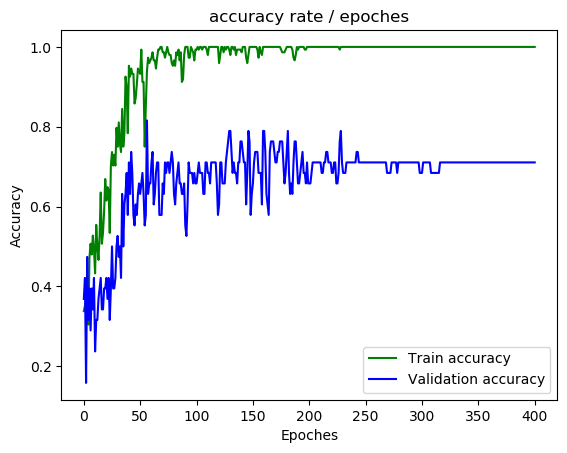 accuracy rate / epoches
1.0
0.8
0.6
0.4
0.2
Accuracy
0
50
100
150
200
250
300
350
400
Epoches
Train accuracy
Validation accuracy